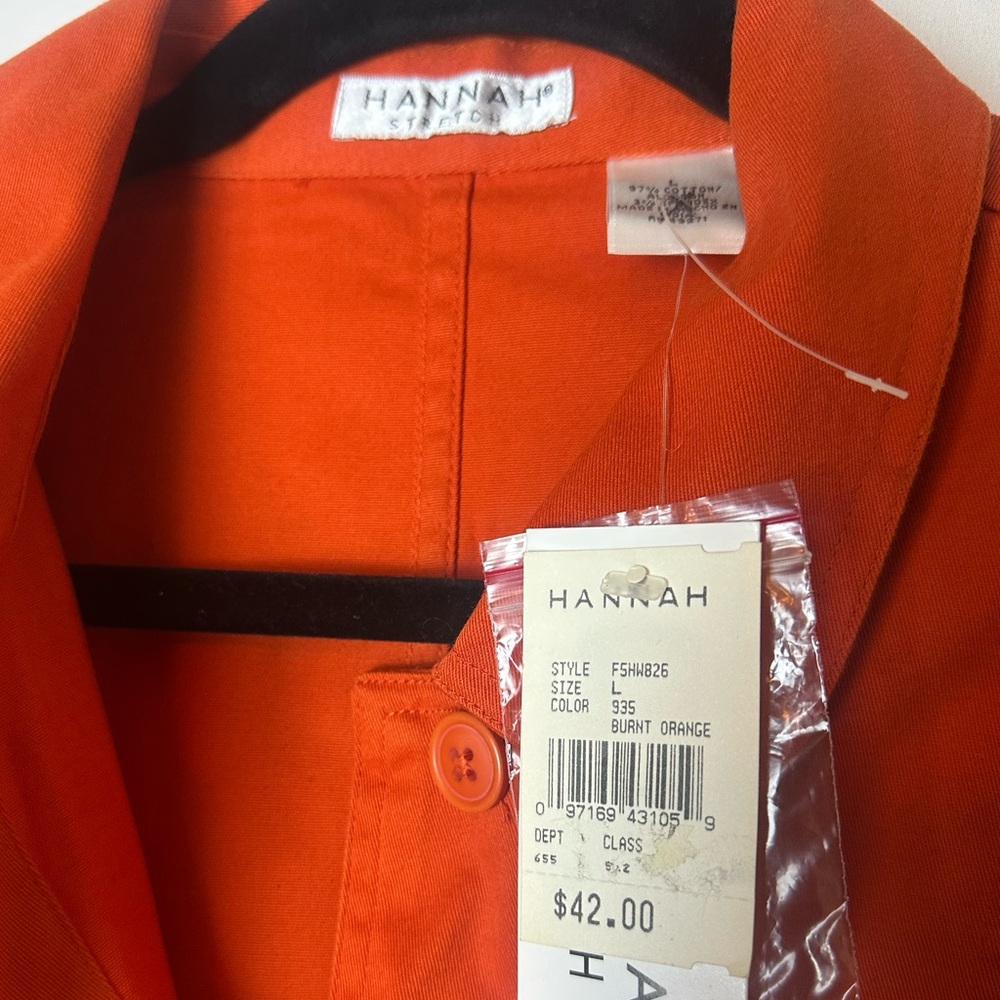 HANNAH®
STRETCH
L
97% COTTON/
HANNAH
STYLE F5HW826
SIZE L
COLOR 935
BURNT ORANGE
0 97169 43105 9
DEPT CLASS
655
$42.00
H A